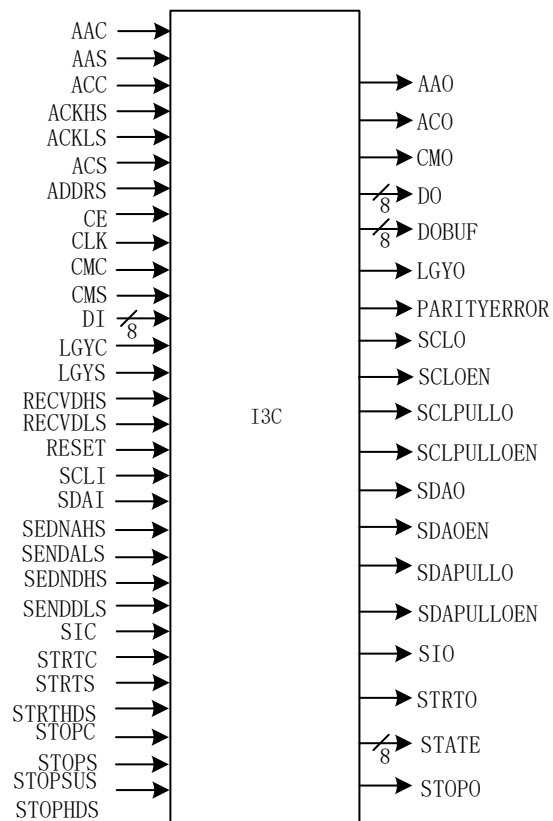 AAC
AAS
ACC
ACKHS
ACKLS
ACS
ADDRS
CE
CLK
CMC
CMS
DI
8
LGYC
LGYS
RECVDHS
RECVDLS
RESET
SCLI
SDAI
SEDNAHS
SENDALS
SEDNDHS
SENDDLS
SIC
STRTC
STRTS
STRTHDS
STOPC
STOPS
STOPSUS
STOPHDS
I3C
AAO
ACO
CMO
DO
8
DOBUF
8
LGYO
PARITYERROR
SCLO
SCLOEN
SCLPULLO
SCLPULLOEN
SDAO
SDAOEN
SDAPULLO
SDAPULLOEN
SIO
STRTO
STATE
8
STOPO